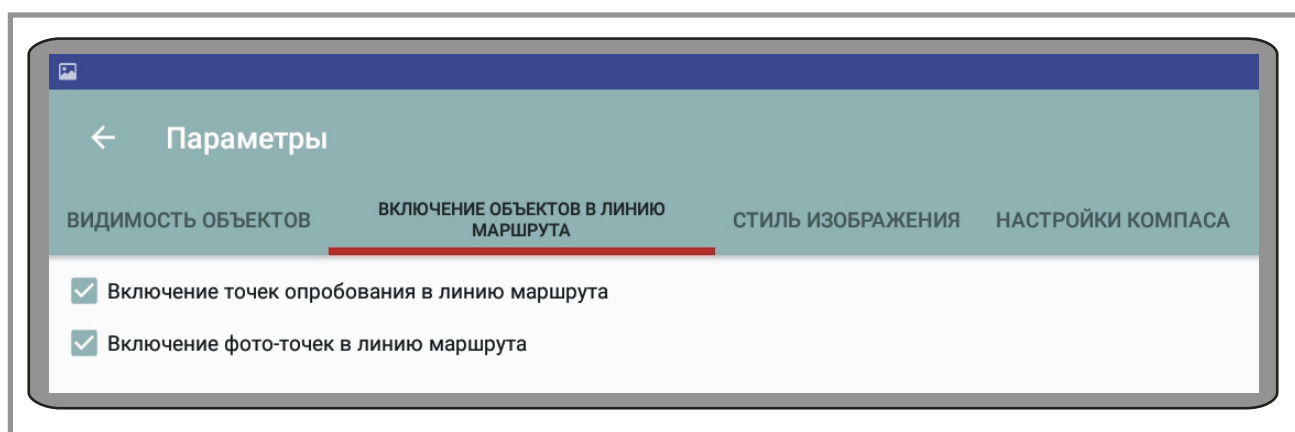 Параметры
ВИДИМОСТЬ ОБЪЕКТОВ
ВКЛЮЧЕНИЕ ОБЪЕКТОВ В ЛИНИЮ
МАРШРУТА
СТИЛЬ ИЗОБРАЖЕНИЯ
НАСТРОЙКИ КОМПАСА
Включение точек опробования в линию маршрута
Включение фото-точек в линию маршрута